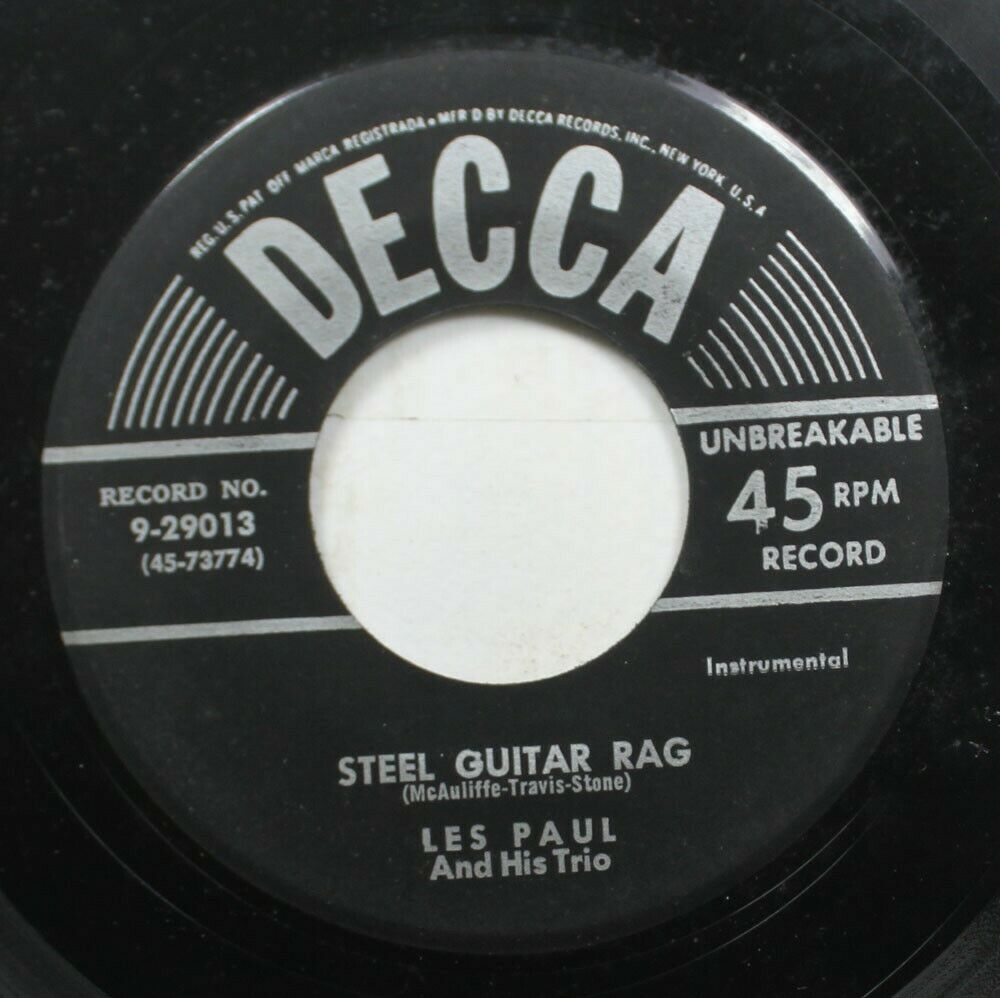 REG. U.S. PAT OFF MARCA REGISTRADA • MFR'D BY DECCA RECORDS, INC., NEW YORK, U.S.A
DECCA
RECORD NO.
9-29013
(45-73774)
UNBREAKABLE
45 RPM
RECORD
Instrumental
STEEL GUITAR RAG
(McAuliffe-Travis-Stone)
LES PAUL
And His Trio